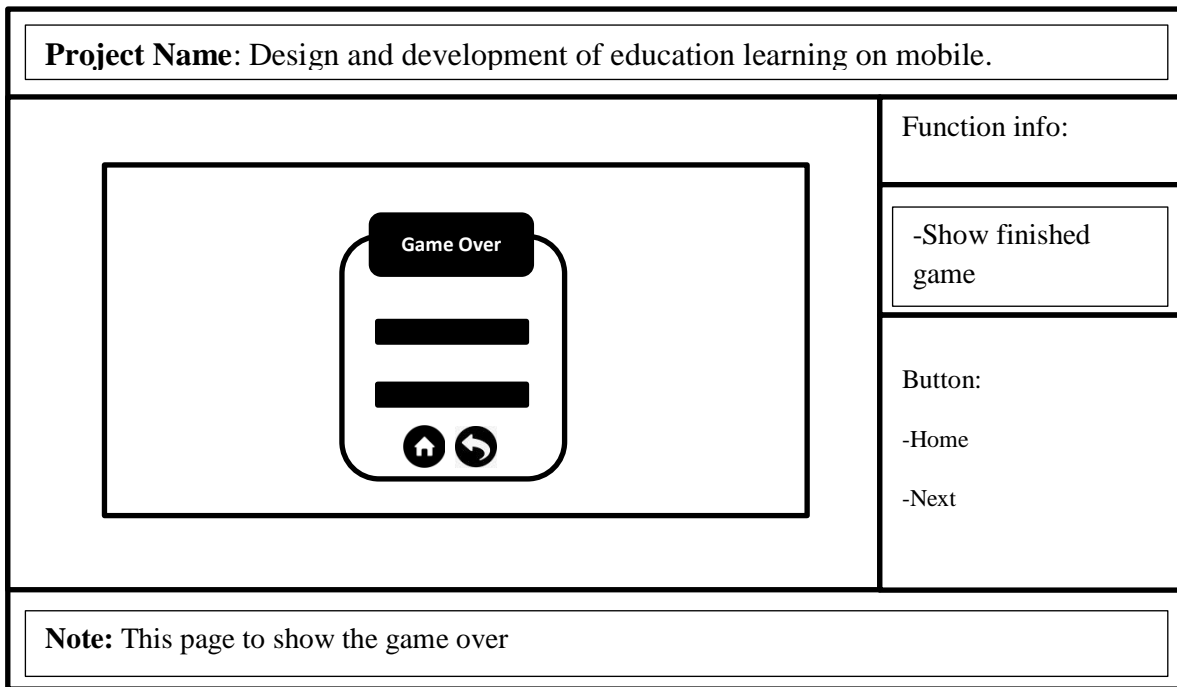 Project Name: Design and development of education learning on mobile.
Function info:
Game Over
-Show finished
game
Button:
-Home
-Next
Note: This page to show the game over